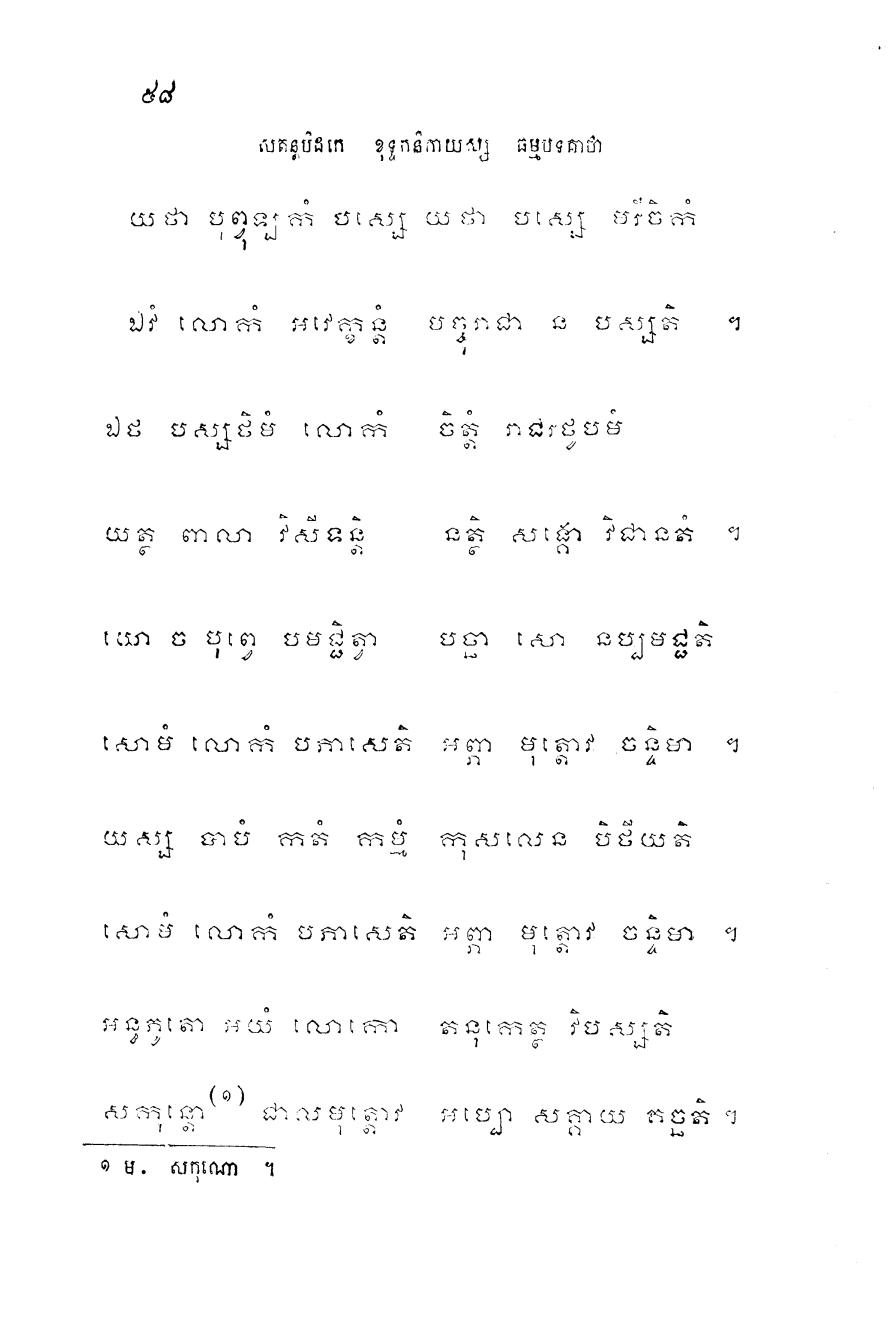 ៥៨
សុតន្តបិដកេ ខុទ្ទកនិកាយស្ស ធម្មបទគាថា
យថា បុព្វុឡ្បកំ បស្សេ យថា បស្សេ មរីចិកំ
ឯវំ លោកំ អវេក្ខន្តំ បច្ចុរាជា ន បស្សតិ ។
ឯថ បស្សថិមំ លោកំ ចិត្តំ រាជរថូបមំ
យត្ថ ពាលា វិសីទន្តិ នត្ថិ សង្គោ វិជានតំ ។
យោ ច បុព្វេ បមជ្ជិត្វា បច្ឆា សោ នប្បមជ្ជតិ
សោមំ លោកំ បភាសេតិ អព្ភា មុត្តោវ ចន្ទិមា ។
យស្ស បាបំ កតំ កម្មំ កុសលេន បិថីយតិ
សោមំ លោកំ បភាសេតិ អព្ភា មុត្តោវ ចន្ទិមា ។
អន្ធភូតោ អយំ លោកោ តនុកេត្ថ វិបស្សតិ
សកុន្តោ(១) ជាលមុត្តោវ អប្បោ សគ្គាយ គច្ឆតិ ។
១ ម. សកុណោ ។